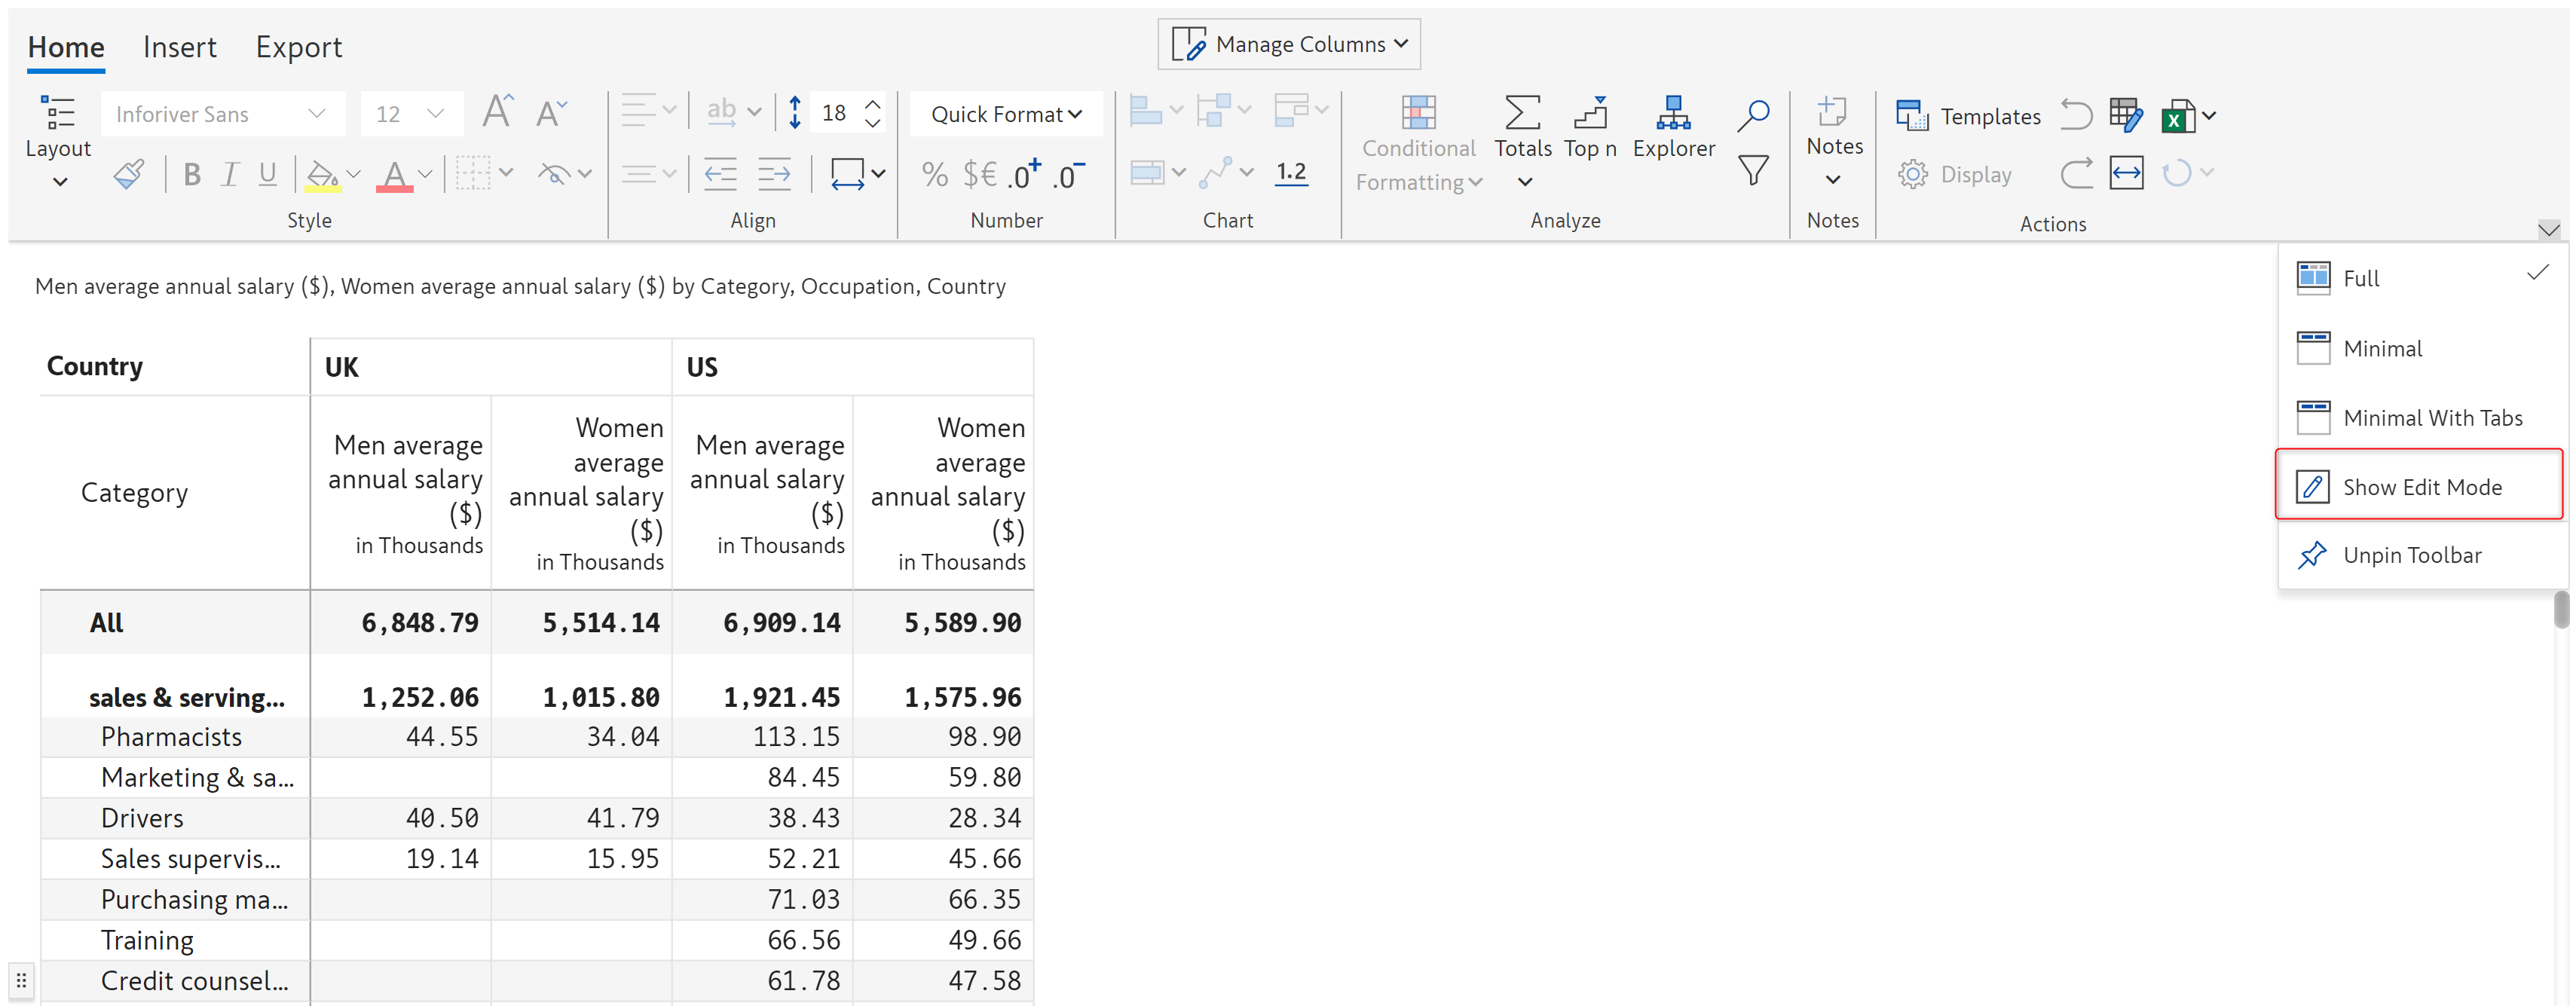 Home Insert Export
Manage Columns
Inforiver Sans 12 18 Quick Format
Layout
B I U A
ab
% $€ .0+ .0-
1.2
Conditional Formatting
Totals
Top n
Explorer
Notes
Templates
Display
Style Align Number Chart Analyze Notes Actions
Full
Minimal
Minimal With Tabs
Show Edit Mode
Unpin Toolbar
Men average annual salary ($), Women average annual salary ($) by Category, Occupation, Country
Country UK US
Category
Men average
annual salary
($)
in Thousands
Women
average
annual salary
($)
in Thousands
Men average
annual salary
($)
in Thousands
Women
average
annual salary
($)
in Thousands
All 6,848.79 5,514.14 6,909.14 5,589.90
sales & serving... 1,252.06 1,015.80 1,921.45 1,575.96
Pharmacists 44.55 34.04 113.15 98.90
Marketing & sa... 84.45 59.80
Drivers 40.50 41.79 38.43 28.34
Sales supervis... 19.14 15.95 52.21 45.66
Purchasing ma... 71.03 66.35
Training 66.56 49.66
Credit counsel... 61.78 47.58